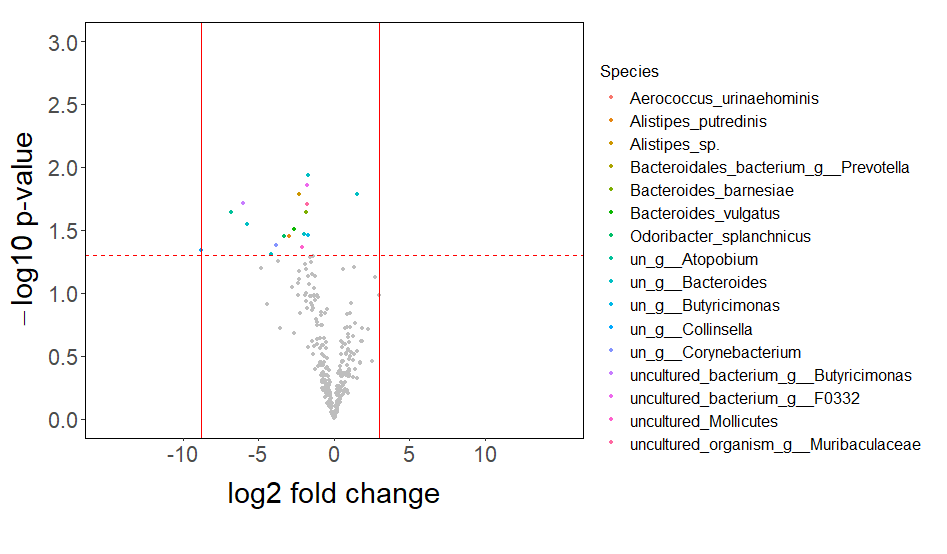 3.0
2.5
2.0
1.5
1.0
0.5
0.0
−log10 p-value
-10
-5
0
5
10
log2 fold change
Species
Aerococcus_urinaehominis
Alistipes_putredinis
Alistipes_sp.
Bacteroidales_bacterium_g__Prevotella
Bacteroides_barnesiae
Bacteroides_vulgatus
Odoribacter_splanchnicus
un_g__Atopobium
un_g__Bacteroides
un_g__Butyricimonas
un_g__Collinsella
un_g__Corynebacterium
uncultured_bacterium_g__Butyricimonas
uncultured_bacterium_g__F0332
uncultured_Mollicutes
uncultured_organism_g__Muribaculaceae